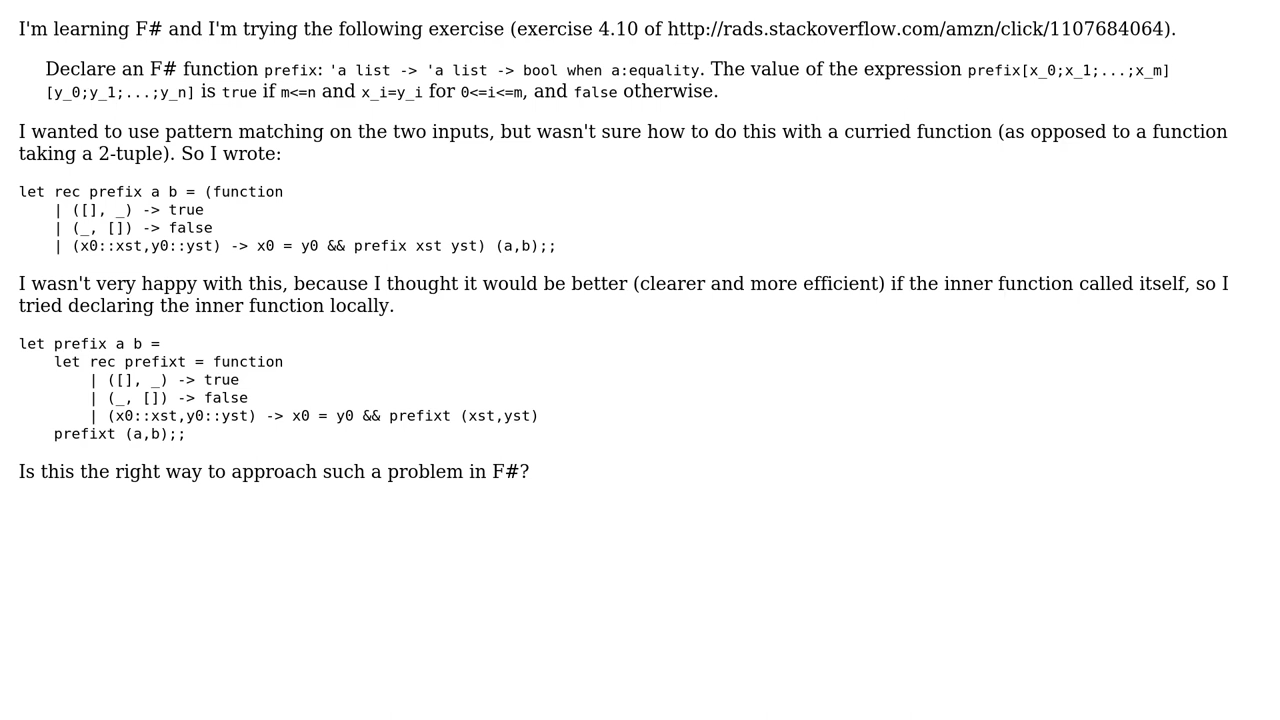 I'm learning F# and I'm trying the following exercise (exercise 4.10 of http://rads.stackoverflow.com/amzn/click/1107684064).
Declare an F# function prefix: 'a list -> 'a list -> bool when a:equality. The value of the expression prefix[x_0;x_1;...;x_m]
[y_0;y_1;...;y_n] is true if m<=n and x_i=y_i for 0<=i<=m, and false otherwise.
I wanted to use pattern matching on the two inputs, but wasn't sure how to do this with a curried function (as opposed to a function
taking a 2-tuple). So I wrote:
let rec prefix a b = (function
    | ([], _) -> true
    | (_, []) -> false
    | (x0::xst,y0::yst) -> x0 = y0 && prefix xst yst) (a,b);;
I wasn't very happy with this, because I thought it would be better (clearer and more efficient) if the inner function called itself, so I
tried declaring the inner function locally.
let prefix a b =
    let rec prefixt = function
        | ([], _) -> true
        | (_, []) -> false
        | (x0::xst,y0::yst) -> x0 = y0 && prefixt (xst,yst)
    prefixt (a,b);;
Is this the right way to approach such a problem in F#?